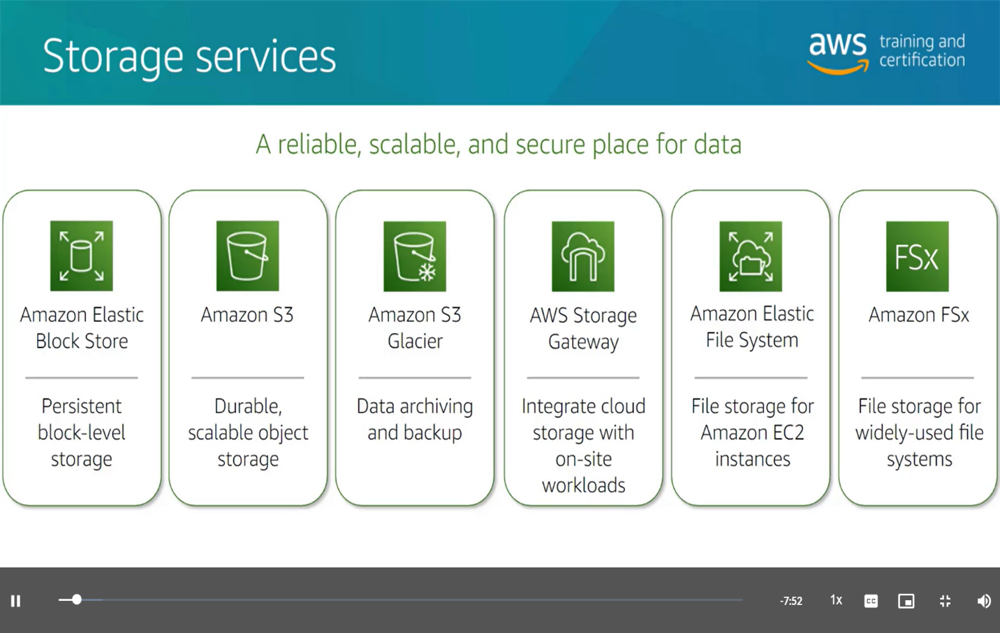 Storage services
aws training and
certification
A reliable, scalable, and secure place for data
Amazon Elastic
Block Store
Persistent
block-level
storage
Amazon S3
Durable,
scalable object
storage
Amazon S3
Glacier
Data archiving
and backup
AWS Storage
Gateway
Integrate cloud
storage with
on-site
workloads
Amazon Elastic
File System
File storage for
Amazon EC2
instances
FSx
Amazon FSx
File storage for
widely-used file
systems
-7:52
1x
CC